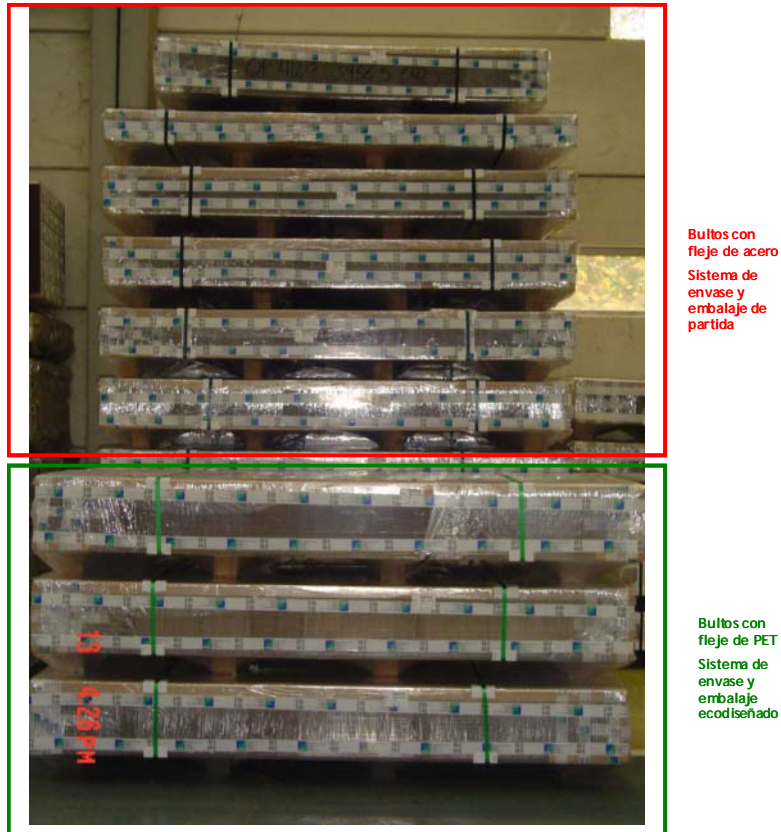 Bultos con
fleje de acero
Sistema de
envase y
embalaje de
partida
Bultos con
fleje de PET
Sistema de
envase y
embalaje
ecodiseñado
13 4:26 PM